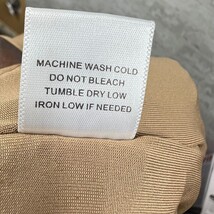 MACHINE WASH COLD
DO NOT BLEACH
TUMBLE DRY LOW
IRON LOW IF NEEDED